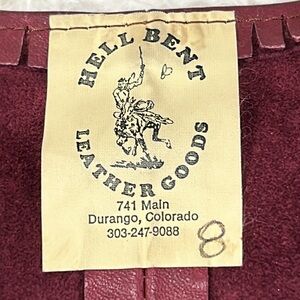 HELL BENT
LEATHER GOODS
741 Main
Durango, Colorado
303-247-9088
8